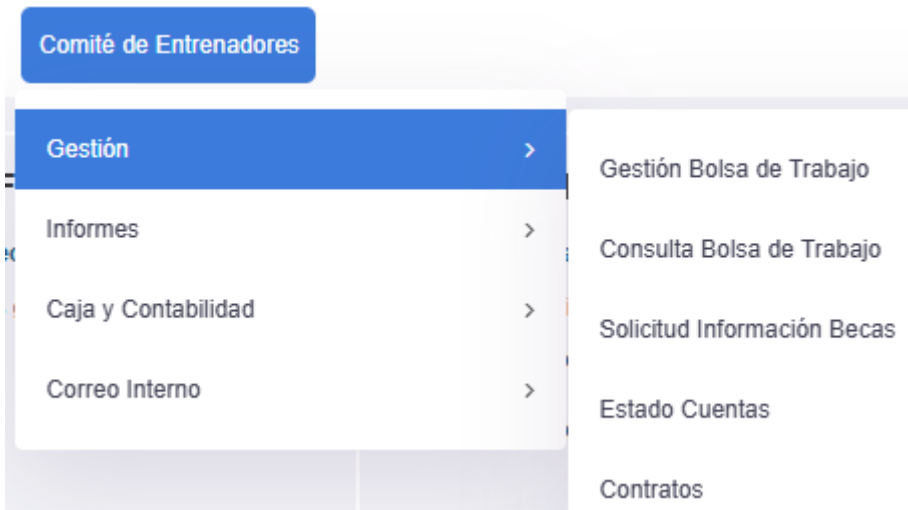 Comité de Entrenadores
Gestión
Informes
Caja y Contabilidad
Correo Interno
Gestión Bolsa de Trabajo
Consulta Bolsa de Trabajo
Solicitud Información Becas
Estado Cuentas
Contratos